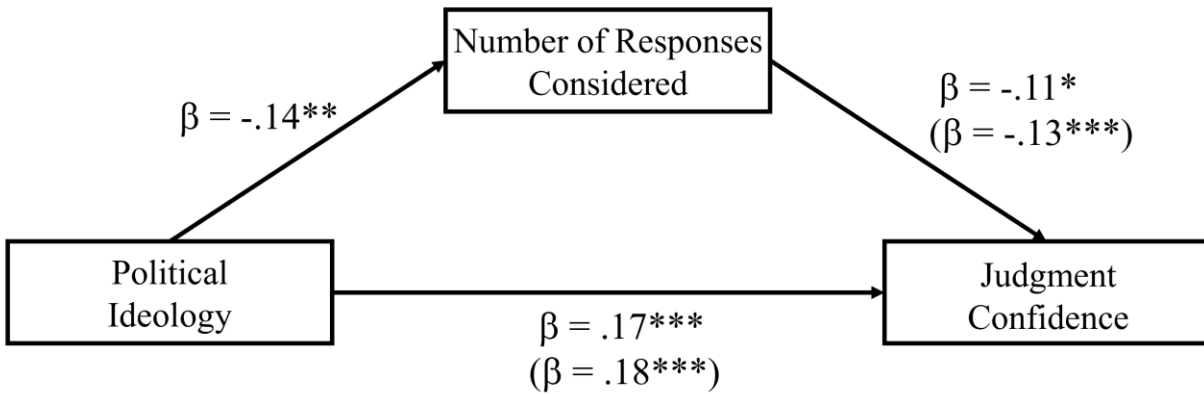 Number of Responses
Considered
β = -.14**
β = -.11*
(β = -.13***)
Political
Ideology
Judgment
Confidence
β = .17***
(β = .18***)